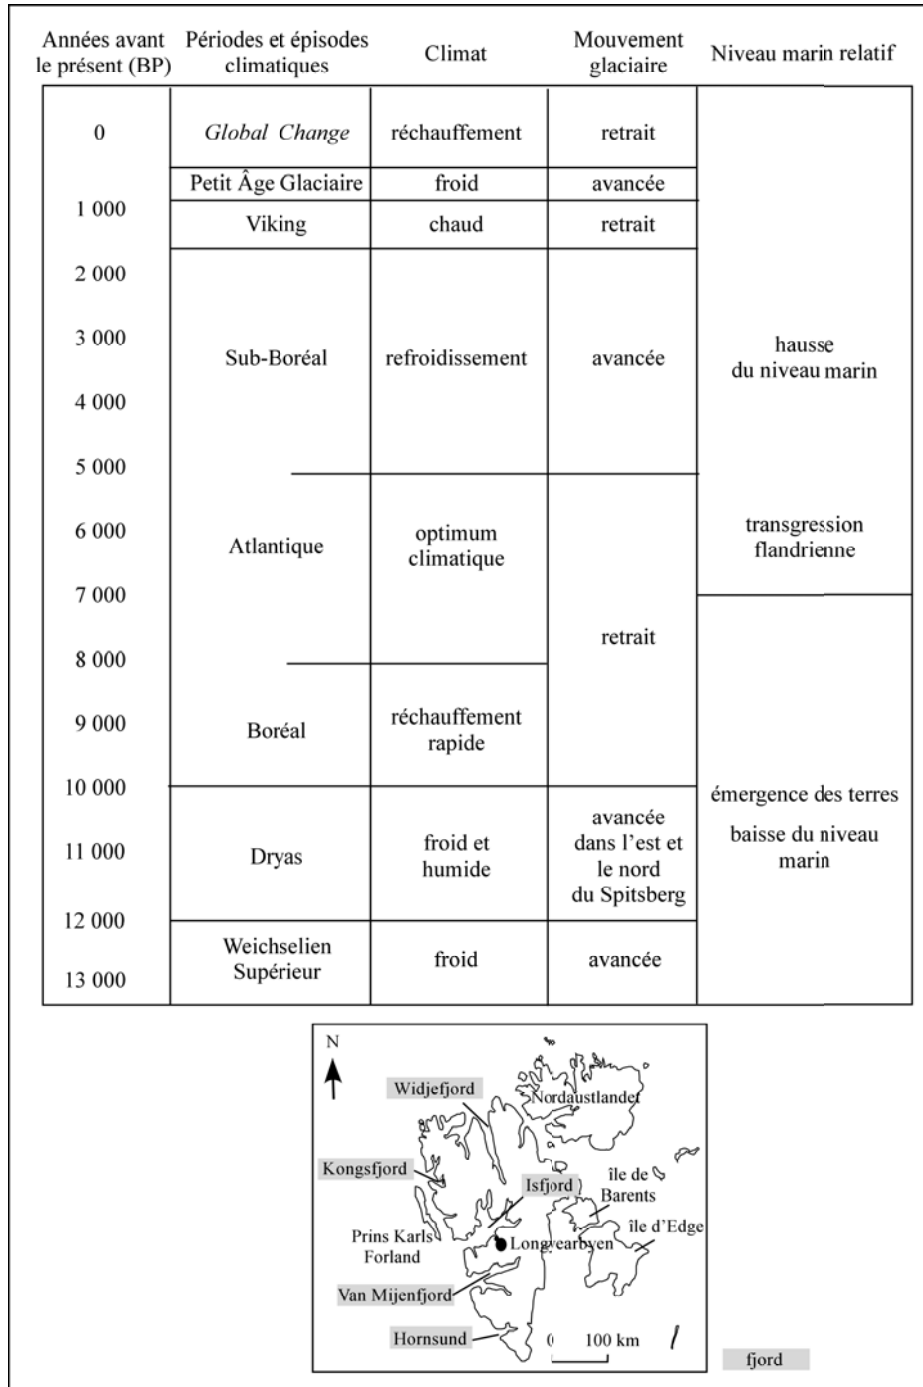 Années avant
le présent (BP)
Périodes et épisodes
climatiques
Climat
Mouvement
glaciaire
Niveau marin relatif
0
Global Change
réchauffement
retrait
Petit Âge Glaciaire
froid
avancée
1 000
Viking
chaud
retrait
2 000
3 000
Sub-Boréal
refroidissement
avancée
hausse
du niveau marin
4 000
5 000
6 000
Atlantique
optimum
climatique
transgression
flandrienne
7 000
retrait
8 000
9 000
Boréal
réchauffement
rapide
10 000
émergence des terres
baisse du niveau
marin
11 000
Dryas
froid et
humide
avancée
dans l'est et
le nord
du Spitsberg
12 000
Weichselien
Supérieur
froid
avancée
13 000
N
Widjefjord
Nordaustlandet
Kongsfjord
Isfjord
île de
Barents
île d'Edge
Prins Karls
Forland
Longyearbyen
Van Mijenfjord
Hornsund
0 100 km
fjord